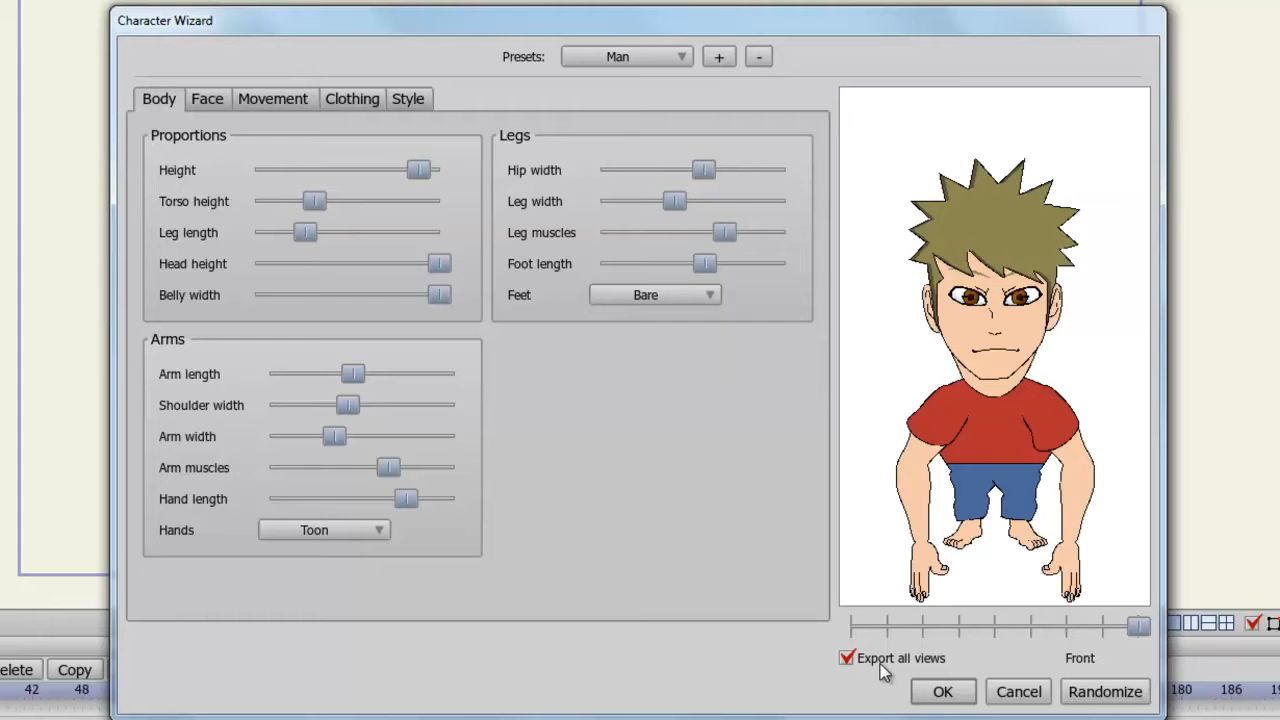 Character Wizard
Presets: Man + -
Body Face Movement Clothing Style
Proportions
Height
Torso height
Leg length
Head height
Belly width
Legs
Hip width
Leg width
Leg muscles
Foot length
Feet Bare
Arms
Arm length
Shoulder width
Arm width
Arm muscles
Hand length
Hands Toon
Export all views Front
OK Cancel Randomize
elete Copy
42 48 180 186 19